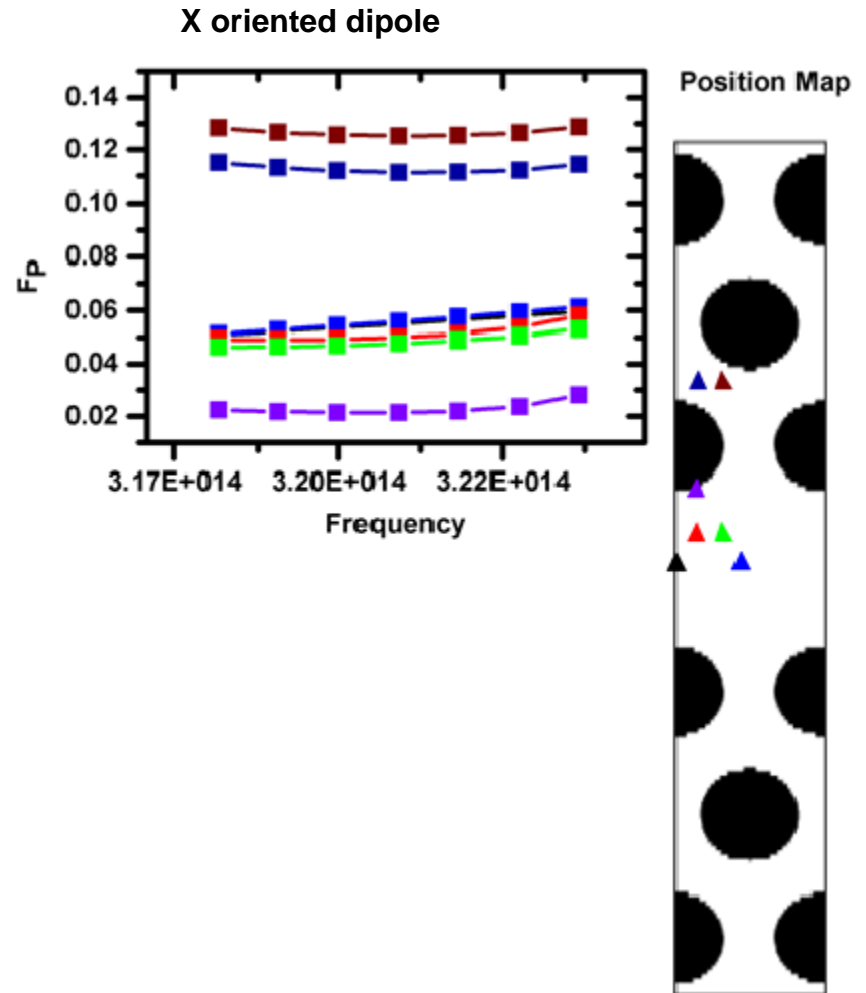 X oriented dipole
Position Map
0.14
0.12
0.10
0.08
0.06
0.04
0.02
FP
3.17E+014 3.20E+014 3.22E+014
Frequency